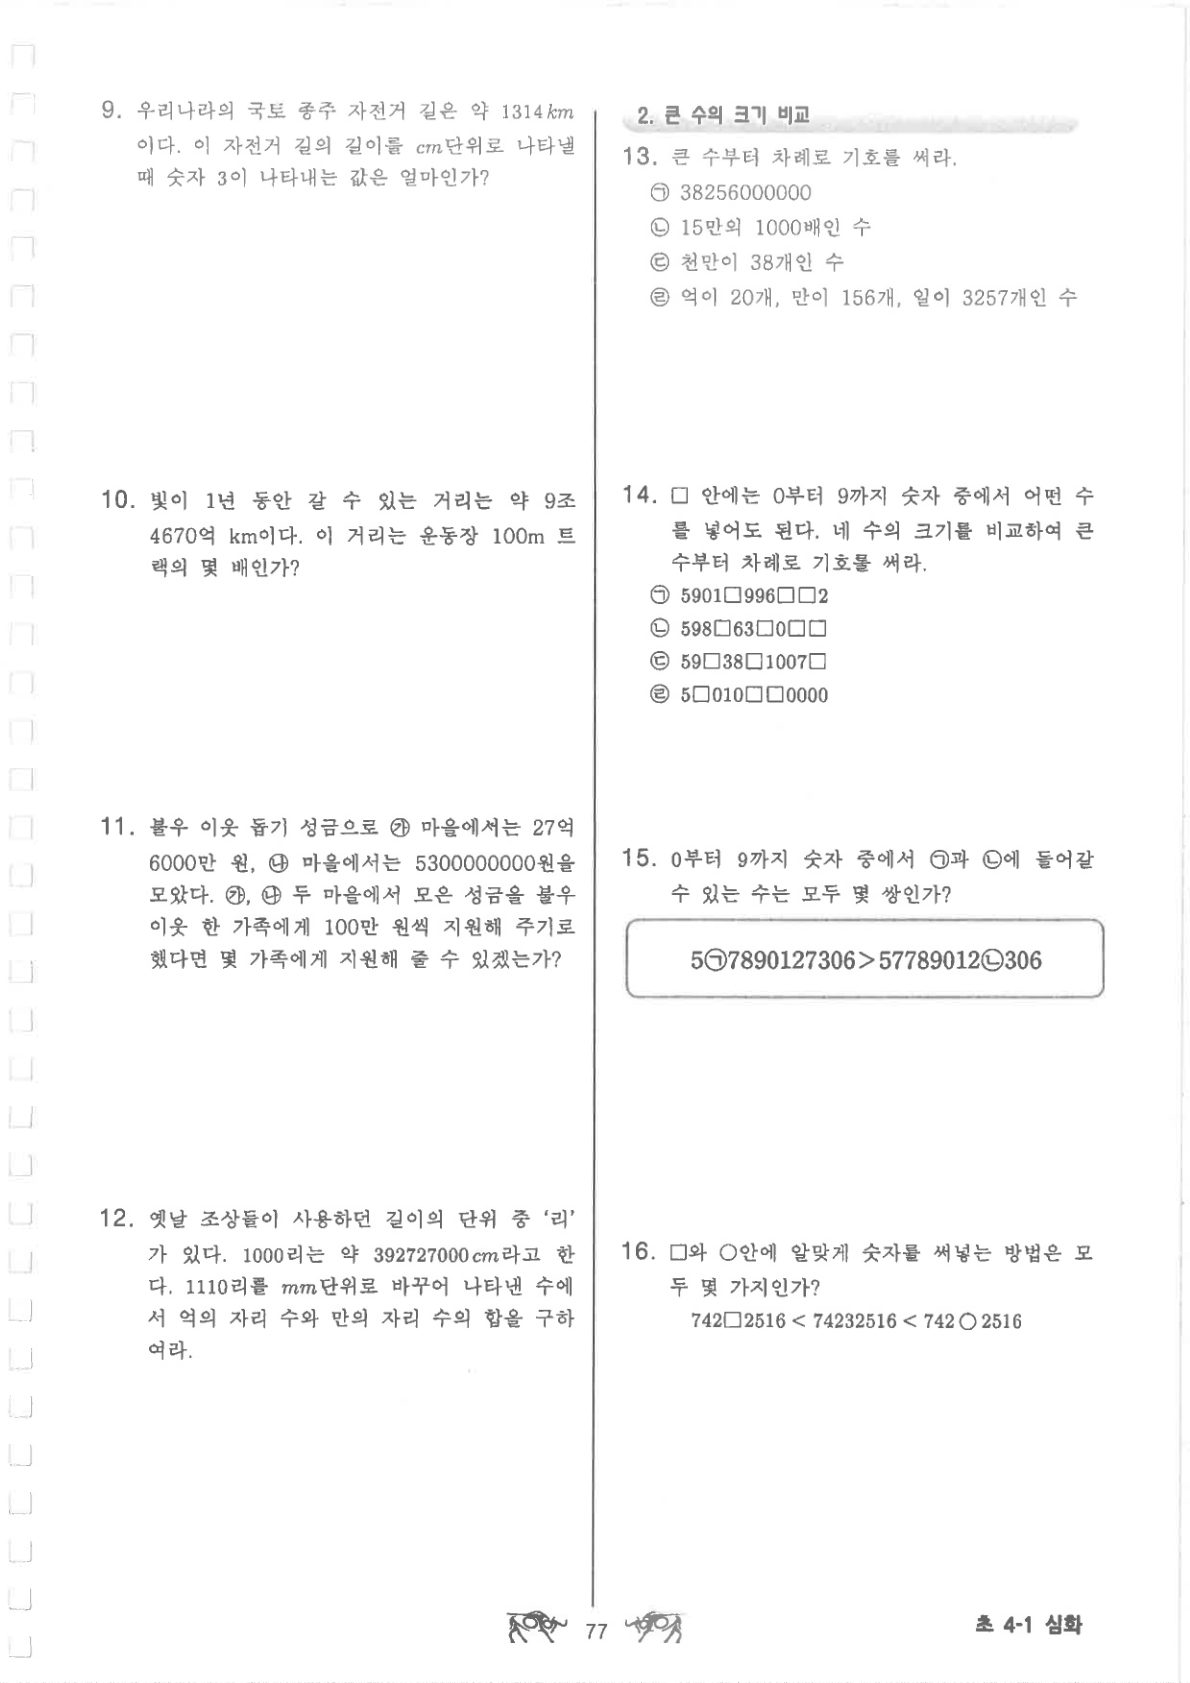 9. 우리나라의 국토 종주 자전거 길은 약 1314km
이다. 이 자전거 길의 길이를 cm단위로 나타낼
때 숫자 3이 나타내는 값은 얼마인가?
10. 빛이 1년 동안 갈 수 있는 거리는 약 9조
4670억 km이다. 이 거리는 운동장 100m 트
랙의 몇 배인가?
11. 불우 이웃 돕기 성금으로 ㉮ 마을에서는 27억
6000만 원, ㉯ 마을에서는 5300000000원을
모았다. ㉮, ㉯ 두 마을에서 모은 성금을 불우
이웃 한 가족에게 100만 원씩 지원해 주기로
했다면 몇 가족에게 지원해 줄 수 있겠는가?
12. 옛날 조상들이 사용하던 길이의 단위 중 ‘리’
가 있다. 1000리는 약 392727000cm라고 한
다. 1110리를 mm단위로 바꾸어 나타낸 수에
서 억의 자리 수와 만의 자리 수의 합을 구하
여라.
2. 큰 수의 크기 비교
13. 큰 수부터 차례로 기호를 써라.
㉠ 38256000000
㉡ 15만의 1000배인 수
㉢ 천만이 38개인 수
㉣ 억이 20개, 만이 156개, 일이 3257개인 수
14. □ 안에는 0부터 9까지 숫자 중에서 어떤 수
를 넣어도 된다. 네 수의 크기를 비교하여 큰
수부터 차례로 기호를 써라.
㉠ 5901□996□□2
㉡ 598□63□0□□
㉢ 59□38□1007□
㉣ 5□010□□0000
15. 0부터 9까지 숫자 중에서 ㉠과 ㉡에 들어갈
수 있는 수는 모두 몇 쌍인가?
5㉠7890127306>57789012㉡306
16. □와 ○안에 알맞게 숫자를 써넣는 방법은 모
두 몇 가지인가?
742□2516 < 74232516 < 742○2516
77
초 4-1 심화